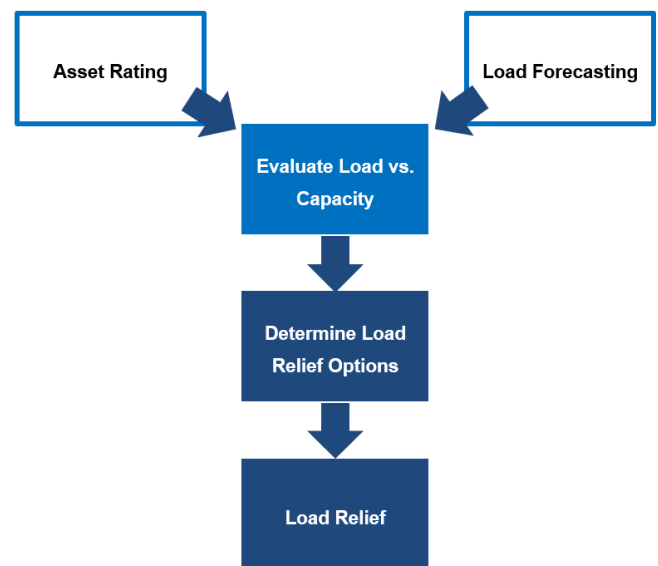 Asset Rating
Load Forecasting
Evaluate Load vs.
Capacity
Determine Load
Relief Options
Load Relief